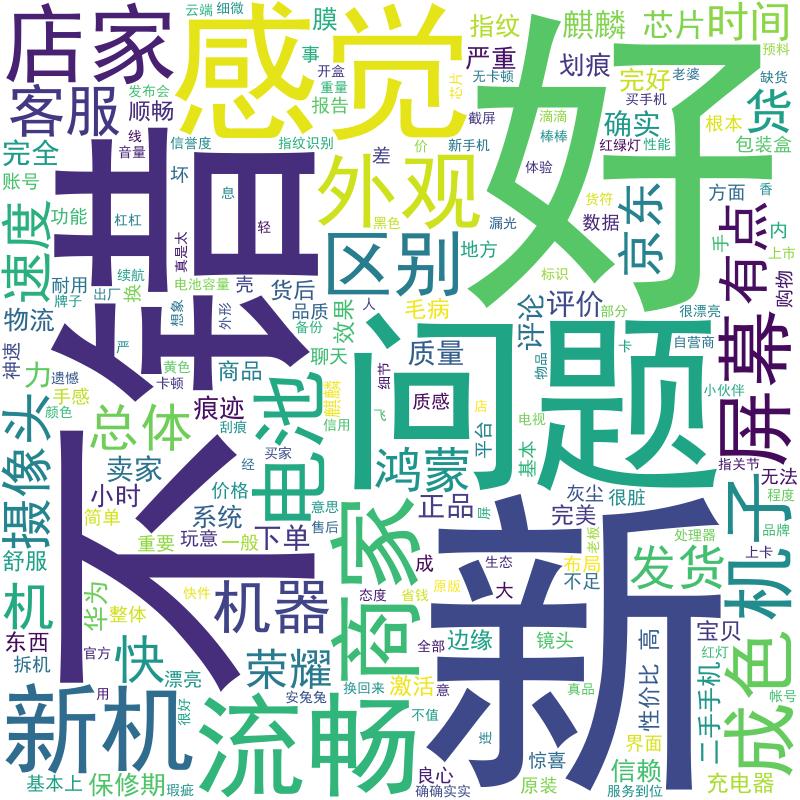 店家
感觉
好
不错
问题
新
客服
顺畅
完全
账号
速度
功能
耐用
牌子
出厂
物流
神速
遗憾
力
手感
颜色
摄像头
舒服
机
东西
拆机
新机
基本上
保修期
瑕疵
云端
细微
膜
事
开盒
重量
报告
发布会
线
音量
信誉度
指纹识别
坏
杠杠
息
轻
真是太
续航
换
电池容量
壳
想象
外形
严
黄色
卡顿
货后
品质
备份
商品
聊天
效果
总体
痕迹
刮痕
电池
卖家
小时
价格
经
买家
系统
意思
售后
简单
重要
玩意
一般
下单
华为
整体
机器
快件
官方
用
快
漂亮
很好
荣耀
安兔兔
流畅
指纹
麒麟
芯片
时间
预料
严重
无卡顿
划痕
完好
老婆
缺货
买手机
截屏
滴滴
棒棒
确实
根本
货
包装盒
差
价
新手机
红绿灯
性能
外观
体验
黑色
漏光
货符
数据
京东
方面
香
手
有点
内
上市
购物
区别
地方
标识
人
毛病
评论
评价
部分
很漂亮
卡
自营商
屏幕
质量
细节
物品
小伙伴
麒麟
质感
店
电视
信用
飞
平台
基本
指关节
鸿蒙
灰尘
很脏
无法
程度
正品
屏
完美
处理器
品牌
机子
商家
成
生态
布局
老板
上卡
发货
态度
省钱
原版
大
不足
全部
边缘
镜头
高
宝贝
红灯
性价比
二手手机
成色
换回来
激活
意
真品
帐号
不值
连
界面
惊喜
信赖
良心
确确实实
原装
服务到位
充电器